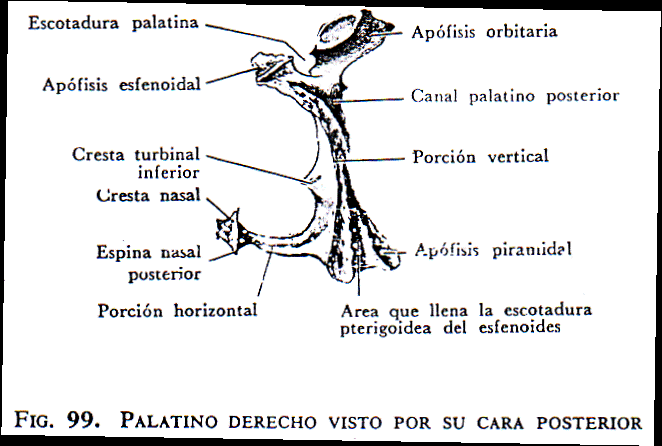 Escotadura palatina
Apófisis orbitaria
Apófisis esfenoidal
Canal palatino posterior
Cresta turbinal
inferior
Porción vertical
Cresta nasal
Espina nasal
posterior
Apófisis piramidal
Porción horizontal
Area que llena la escotadura
pterigoidea del esfenoides
FIG. 99. PALATINO DERECHO VISTO POR SU CARA POSTERIOR